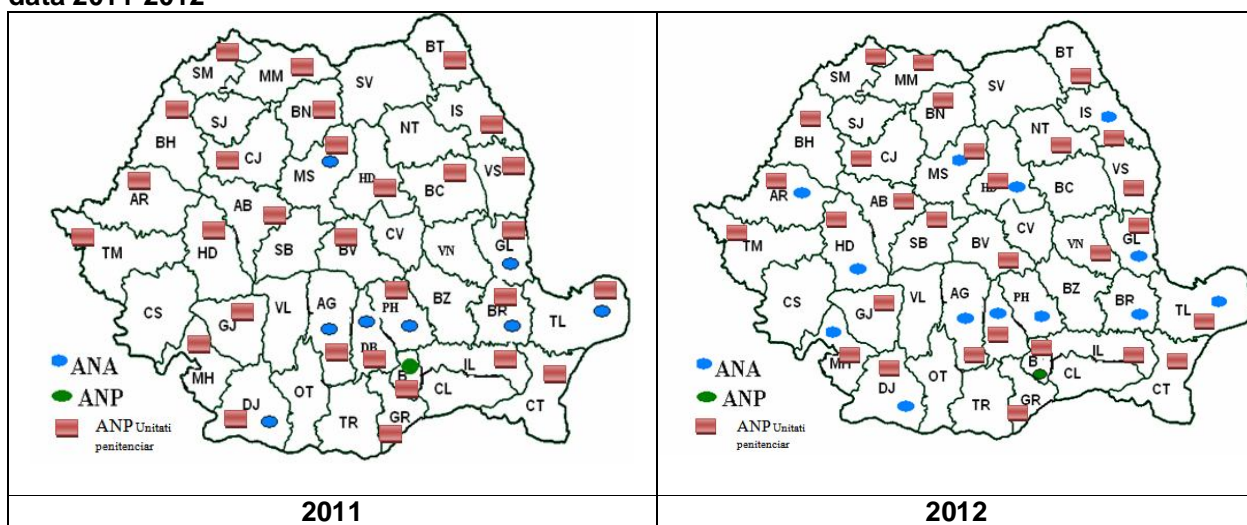 data 2011-2012
BT
SM
MM
SV
BN
IS
SJ
NT
BH
CJ
MS
HD
BC
VS
AR
AB
TM
HD
SB
BV
CV
VN
GL
CS
GJ
VL
AG
PH
BZ
BR
TL
DB
MH
DJ
OT
TR
B
IL
CL
GR
CT
ANA
ANP
ANP Unitati
penitenciar
BT
SM
MM
SV
BN
IS
SJ
NT
BH
CJ
MS
BC
VS
AR
AB
TM
HD
SB
BV
CV
VN
GL
CS
GJ
VL
AG
PH
BZ
BR
TL
MH
DJ
OT
TR
B
IL
CL
GR
CT
ANA
ANP
ANP Unitati
penitenciar
2011
2012